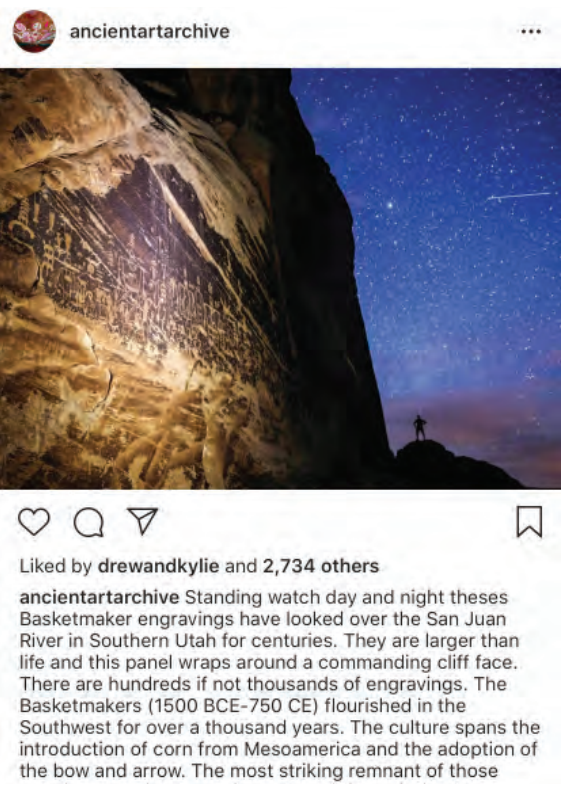 ancientartarchive
Liked by drewandkylie and 2,734 others
ancientartarchive Standing watch day and night theses
Basketmaker engravings have looked over the San Juan
River in Southern Utah for centuries. They are larger than
life and this panel wraps around a commanding cliff face.
There are hundreds if not thousands of engravings. The
Basketmakers (1500 BCE-750 CE) flourished in the
Southwest for over a thousand years. The culture spans the
introduction of corn from Mesoamerica and the adoption of
the bow and arrow. The most striking remnant of those